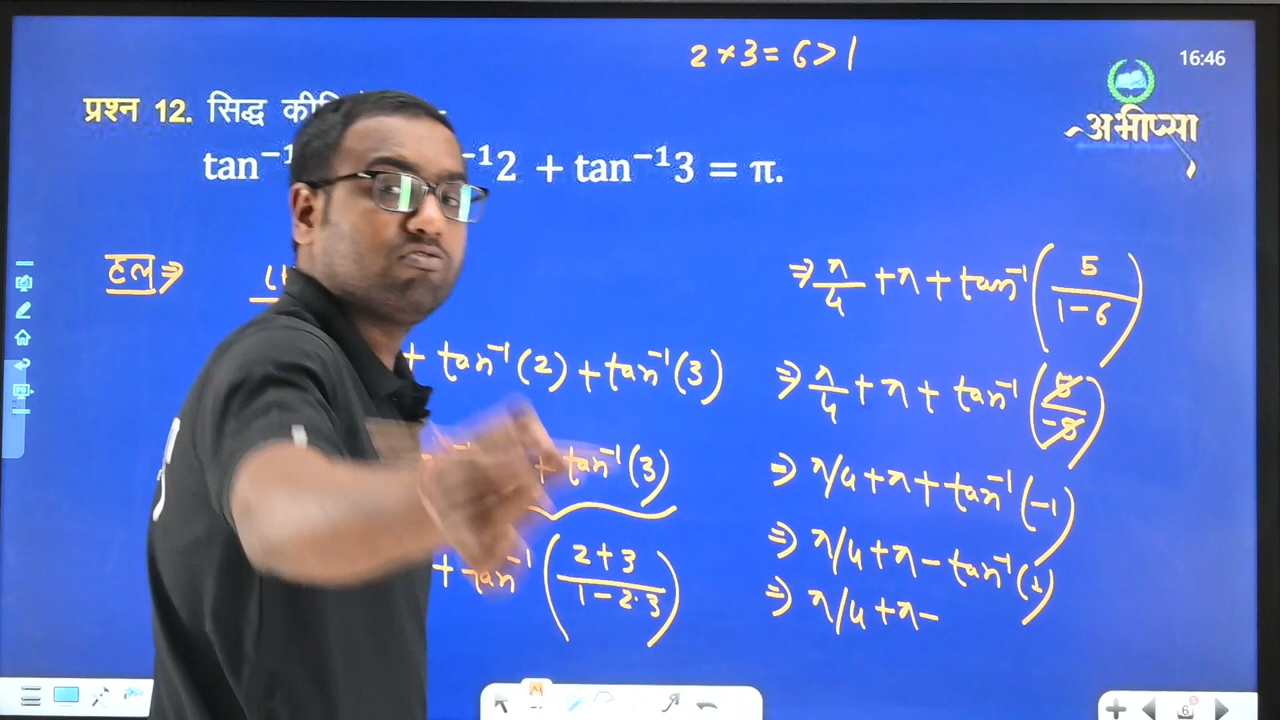 2 × 3 = 6 > 1
16:46
अभीप्सा
प्रश्न 12. सिद्ध
tan⁻¹ ⁻¹2 + tan⁻¹3 = π.
हल ⇒
+ tan⁻¹(2) + tan⁻¹(3)
+ tan⁻¹(3)
+ tan⁻¹(2+3/1-2·3)
⇒ π/4 + π + tan⁻¹(5/1-6)
⇒ π/4 + π + tan⁻¹(5/-5)
⇒ π/4 + π + tan⁻¹(-1)
⇒ π/4 + π - tan⁻¹(1)
⇒ π/4 + π -
6